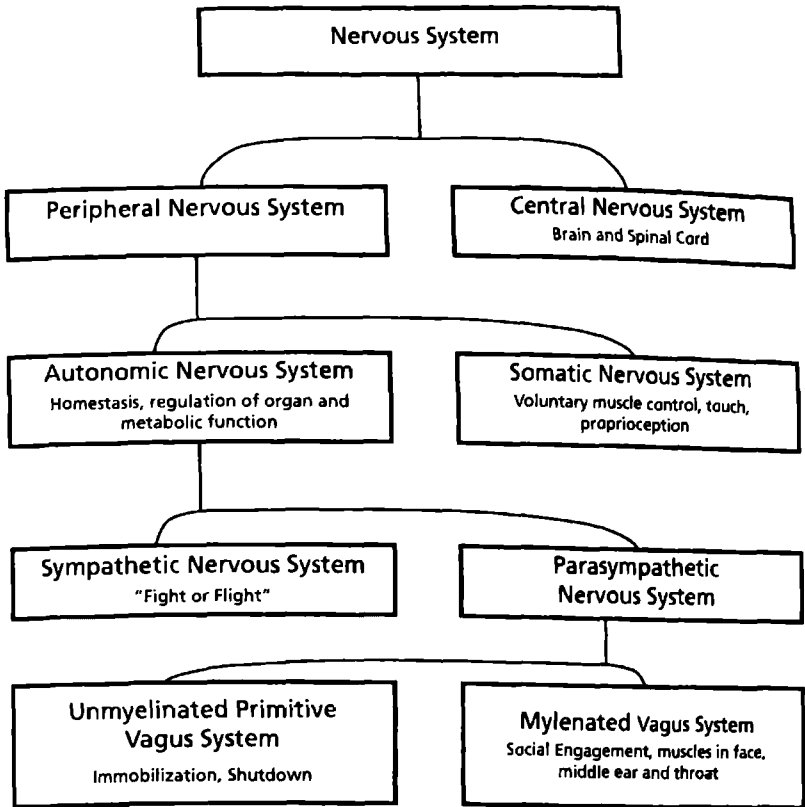 Nervous System
Peripheral Nervous System
Central Nervous System
Brain and Spinal Cord
Autonomic Nervous System
Homestasis, regulation of organ and
metabolic function
Somatic Nervous System
Voluntary muscle control, touch,
proprioception
Sympathetic Nervous System
"Fight or Flight"
Parasympathetic
Nervous System
Unmyelinated Primitive
Vagus System
Immobilization, Shutdown
Mylenated Vagus System
Social Engagement, muscles in face,
middle ear and throat